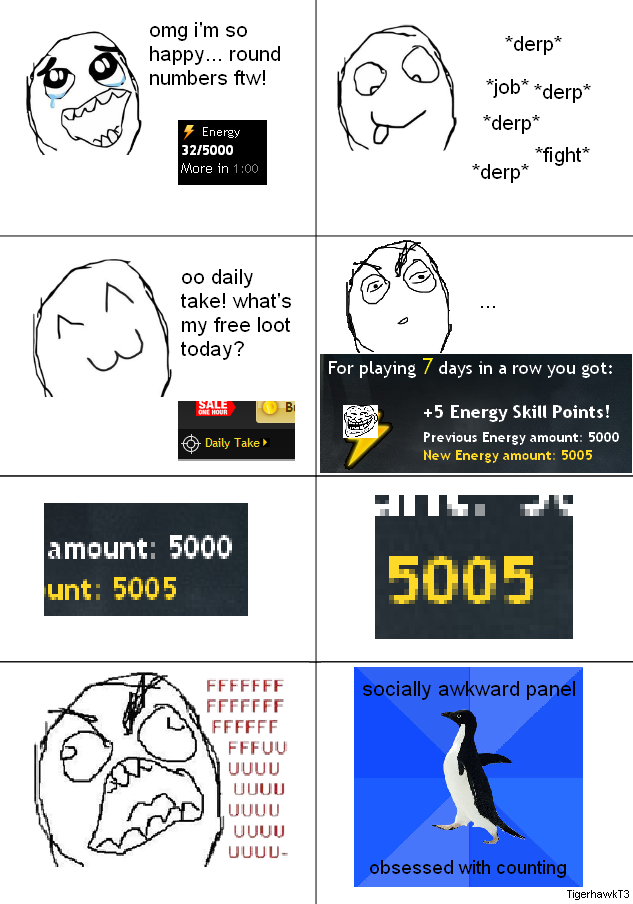 omg i'm so
happy... round
numbers ftw!
Energy
32/5000
More in 1:00
*derp*
*job* *derp*
*derp*
*fight*
*derp*
oo daily
take! what's
my free loot
today?
SALE
ONE HOUR
Daily Take
...
For playing 7 days in a row you got:
+5 Energy Skill Points!
Previous Energy amount: 5000
New Energy amount: 5005
amount: 5000
unt: 5005
5005
FFFFFFF
FFFFFFF
FFFFFF
FFFUU
UUUU
UUUU
UUUU
UUUU
UUUU-
socially awkward panel
obsessed with counting
TigerhawkT3